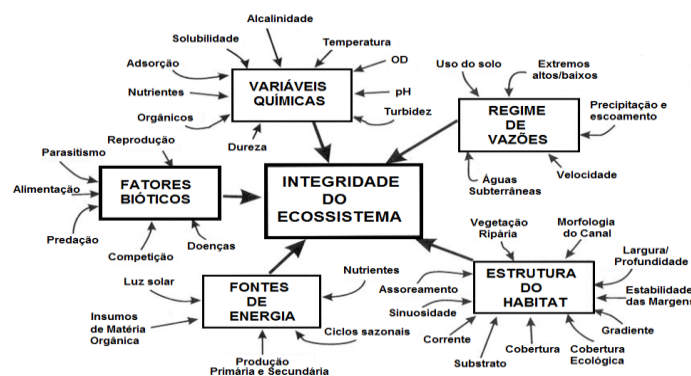 Alcalinidade
Solubilidade
Temperatura
Adsorção
OD
VARIÁVEIS
QUÍMICAS
Nutrientes
pH
Orgânicos
Turbidez
Dureza
Uso do solo
Extremos
altos/baixos
REGIME
DE
VAZÕES
Precipitação e
escoamento
Águas
Subterrâneas
Velocidade
Reprodução
Parasitismo
Alimentação
FATORES
BIÓTICOS
Predação
Competição
Doenças
INTEGRIDADE
DO
ECOSSISTEMA
Luz solar
Nutrientes
FONTES
DE
ENERGIA
Insumos
de Matéria
Orgânica
Ciclos sazonais
Produção
Primária e Secundária
Vegetação
Ripária
Morfologia
do Canal
Largura/
Profundidade
Assoreamento
ESTRUTURA
DO
HABITAT
Estabilidade
das Margens
Sinuosidade
Gradiente
Corrente
Substrato
Cobertura
Cobertura
Ecológica